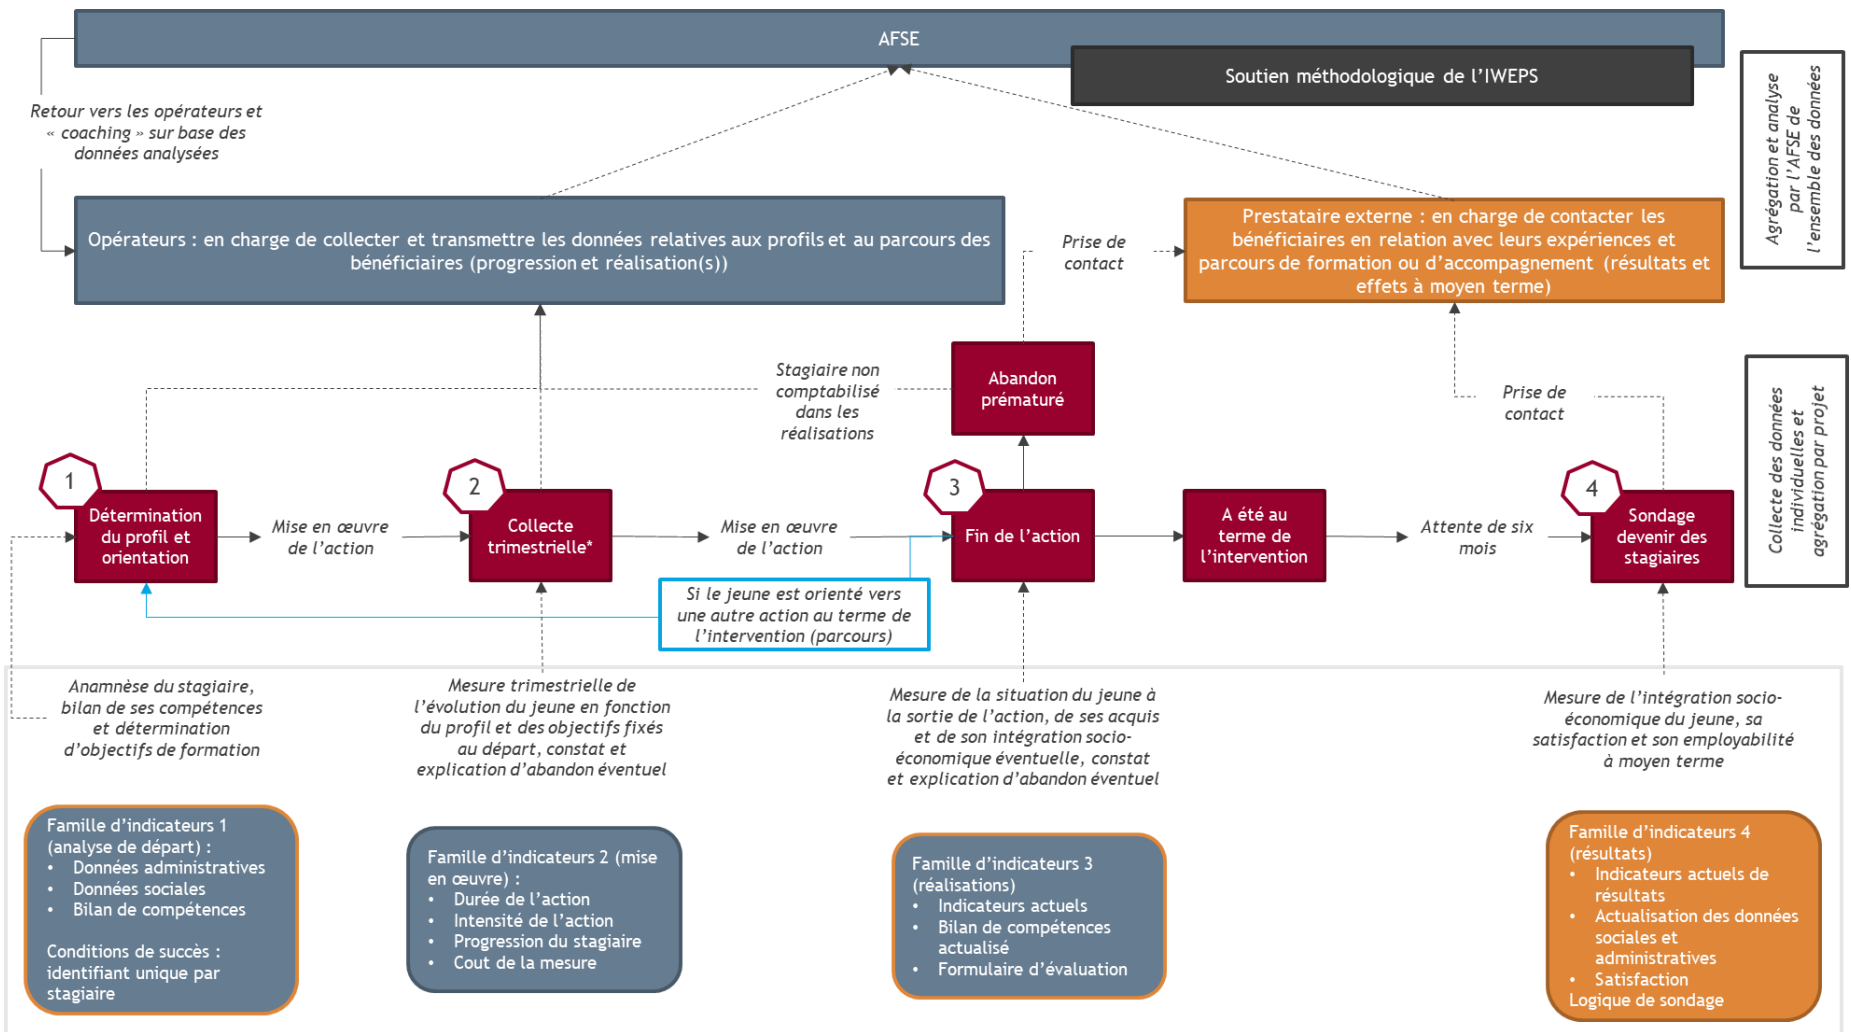 AFSE
Soutien méthodologique de l’IWEPS
Retour vers les opérateurs et
« coaching » sur base des
données analysées
Agrégation et analyse
par l’AFSE de
l’ensemble des données
Opérateurs : en charge de collecter et transmettre les données relatives aux profils et au parcours des
bénéficiaires (progression et réalisation(s))
Prise de
contact
Prestataire externe : en charge de contacter les
bénéficiaires en relation avec leurs expériences et
parcours de formation ou d’accompagnement (résultats et
effets à moyen terme)
Stagiaire non
comptabilisé
dans les
réalisations
Abandon
prématuré
Prise de
contact
Collecte des données
individuelles et
agrégation par projet
1
Détermination
du profil et
orientation
Mise en œuvre
de l’action
2
Collecte
trimestrielle*
Mise en œuvre
de l’action
3
Fin de l’action
A été au
terme de
l’intervention
Attente de six
mois
4
Sondage
devenir des
stagiaires
Si le jeune est orienté vers
une autre action au terme de
l’intervention (parcours)
Anamnèse du stagiaire,
bilan de ses compétences
et détermination
d’objectifs de formation
Mesure trimestrielle de
l’évolution du jeune en fonction
du profil et des objectifs fixés
au départ, constat et
explication d’abandon éventuel
Mesure de la situation du jeune à
la sortie de l’action, de ses acquis
et de son intégration socio-
économique éventuelle, constat
et explication d’abandon éventuel
Mesure de l’intégration socio-
économique du jeune, sa
satisfaction et son employabilité
à moyen terme
Famille d’indicateurs 1
(analyse de départ) :
• Données administratives
• Données sociales
• Bilan de compétences
Conditions de succès :
identifiant unique par
stagiaire
Famille d’indicateurs 2 (mise
en œuvre) :
• Durée de l’action
• Intensité de l’action
• Progression du stagiaire
• Cout de la mesure
Famille d’indicateurs 3
(réalisations)
• Indicateurs actuels
• Bilan de compétences
actualisé
• Formulaire d’évaluation
Famille d’indicateurs 4
(résultats)
• Indicateurs actuels de
résultats
• Actualisation des données
sociales et
administratives
• Satisfaction
Logique de sondage